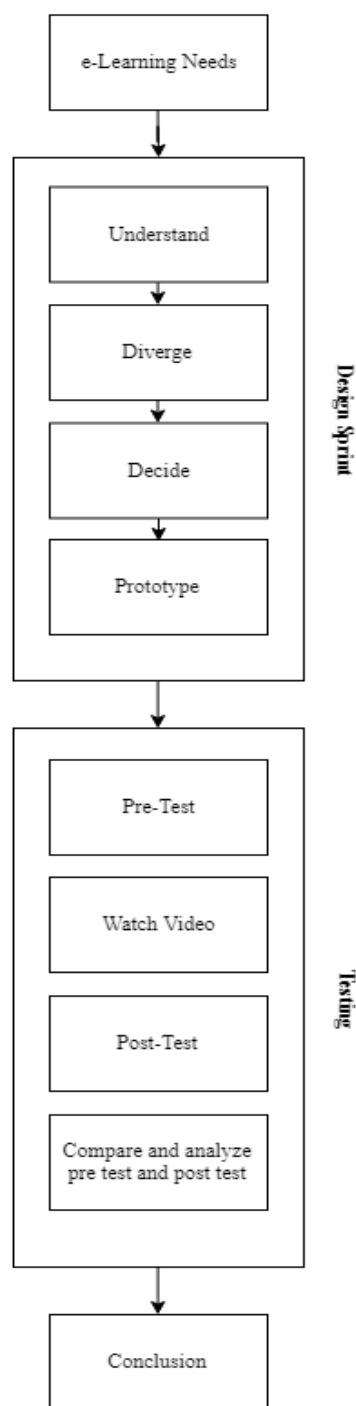 e-Learning Needs
Understand
Diverge
Decide
Prototype
Design Sprint
Pre-Test
Watch Video
Post-Test
Compare and analyze
pre test and post test
Testing
Conclusion